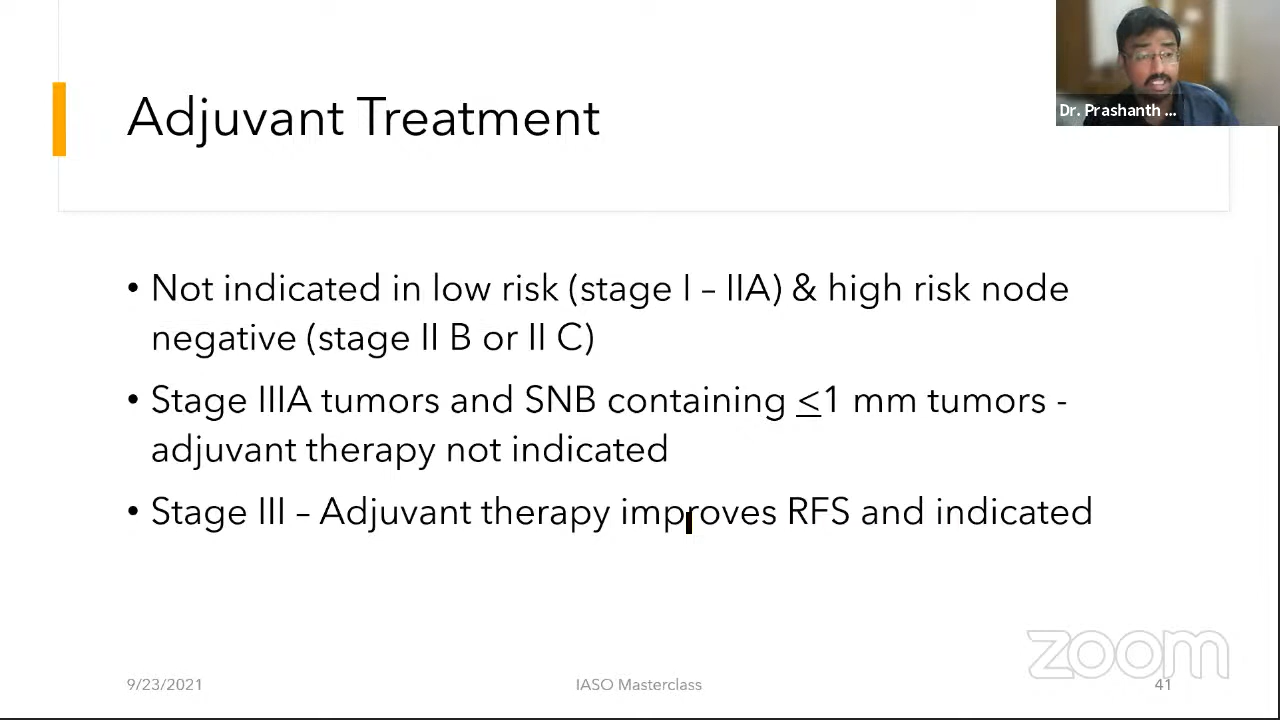 Dr. Prashanth ...
Adjuvant Treatment
• Not indicated in low risk (stage I – IIA) & high risk node
negative (stage II B or II C)
• Stage IIIA tumors and SNB containing <1 mm tumors -
adjuvant therapy not indicated
• Stage III – Adjuvant therapy improves RFS and indicated
zoom
9/23/2021
IASO Masterclass
41